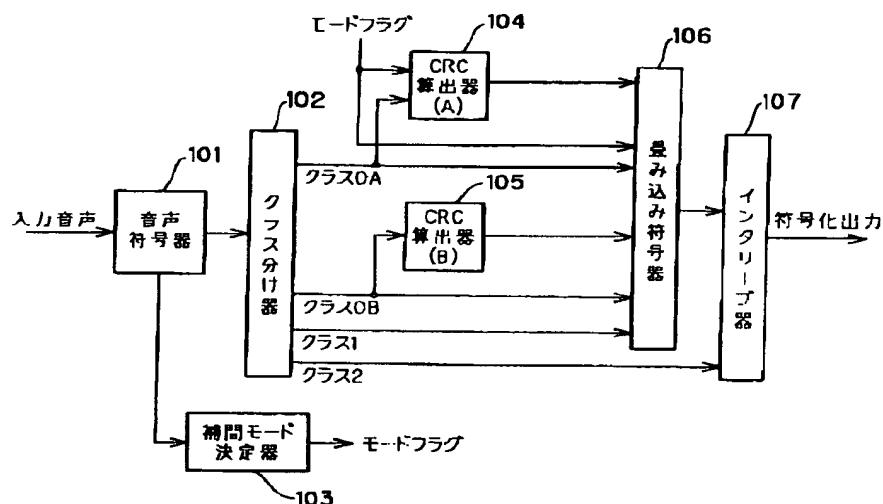 モードフラグ
104
CRC
算出器
(A)
106
102
107
101
クラス0A
105
入力音声
音声
符号器
クラス分け器
CRC
算出器
(B)
畳み込み符号器
インタリーブ器
符号化出力
クラス0B
クラス1
クラス2
補間モード
決定器
モードフラグ
103